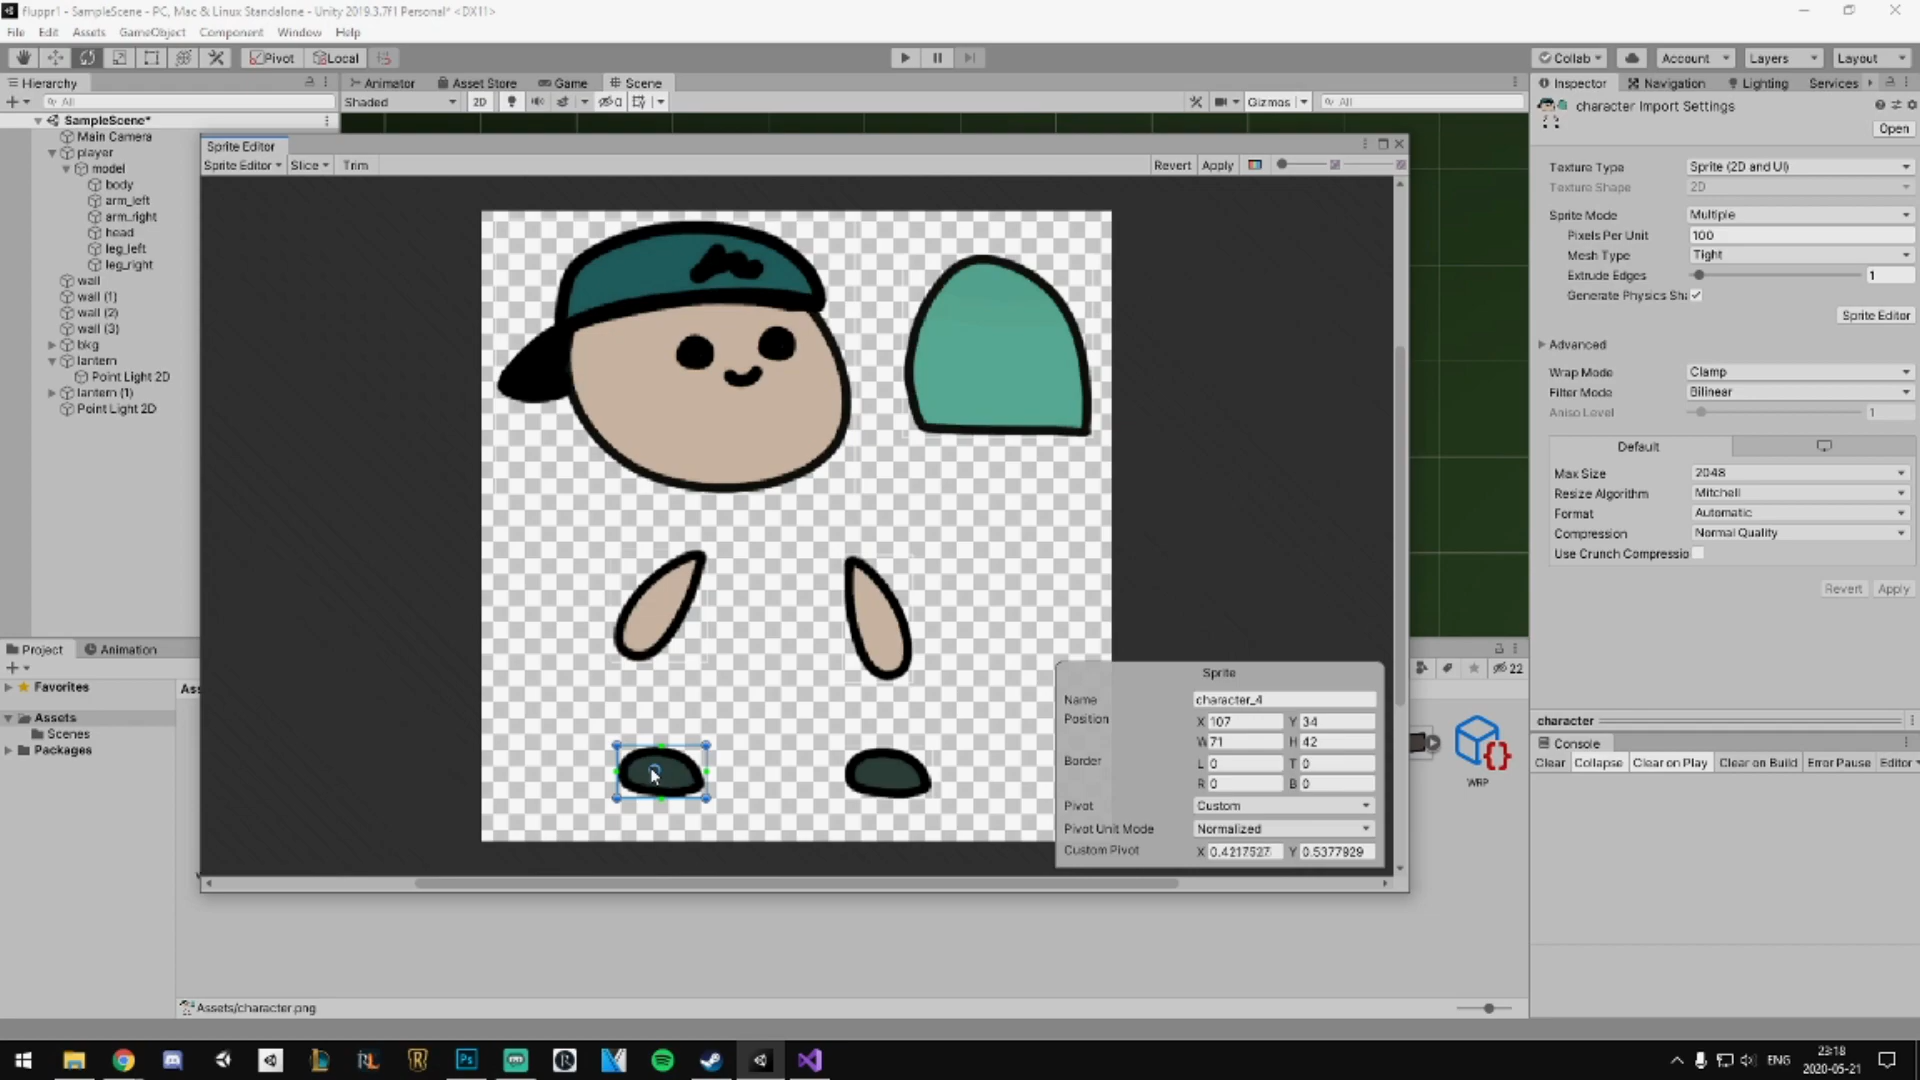 fluppr1 - SampleScene - PC, Mac & Linux Standalone - Unity 2019.3.7f1 Personal* <DX11>
File Edit Assets GameObject Component Window Help
Pivot Local Collab Account Layers Layout
Hierarchy Animator Asset Store Game Scene Inspector Navigation Lighting Services
All Shaded 2D 0 Gizmos All
character Import Settings
Open
SampleScene*
Main Camera
player
model
body
arm_left
arm_right
head
leg_left
leg_right
wall
wall (1)
wall (2)
wall (3)
bkg
lantern
Point Light 2D
lantern (1)
Point Light 2D
Sprite Editor
Sprite Editor Slice Trim Revert Apply
Texture Type Sprite (2D and UI)
Texture Shape 2D
Sprite Mode Multiple
Pixels Per Unit 100
Mesh Type Tight
Extrude Edges 1
Generate Physics Sh
Sprite Editor
Advanced
Wrap Mode Clamp
Filter Mode Bilinear
Aniso Level 1
Default
Max Size 2048
Resize Algorithm Mitchell
Format Automatic
Compression Normal Quality
Use Crunch Compressio
Revert Apply
Sprite
Name character_4
Position X 107 Y 34
W 71 H 42
Border L 0 T 0
R 0 B 0
Pivot Custom
Pivot Unit Mode Normalized
Custom Pivot X 0.4217527 Y 0.5377929
Project Animation
22
Favorites
Ass
Assets
Scenes
Packages
WRP
character
Console
Clear Collapse Clear on Play Clear on Build Error Pause Editor
Assets/character.png
Ps
ENG
23:18
2020-05-21